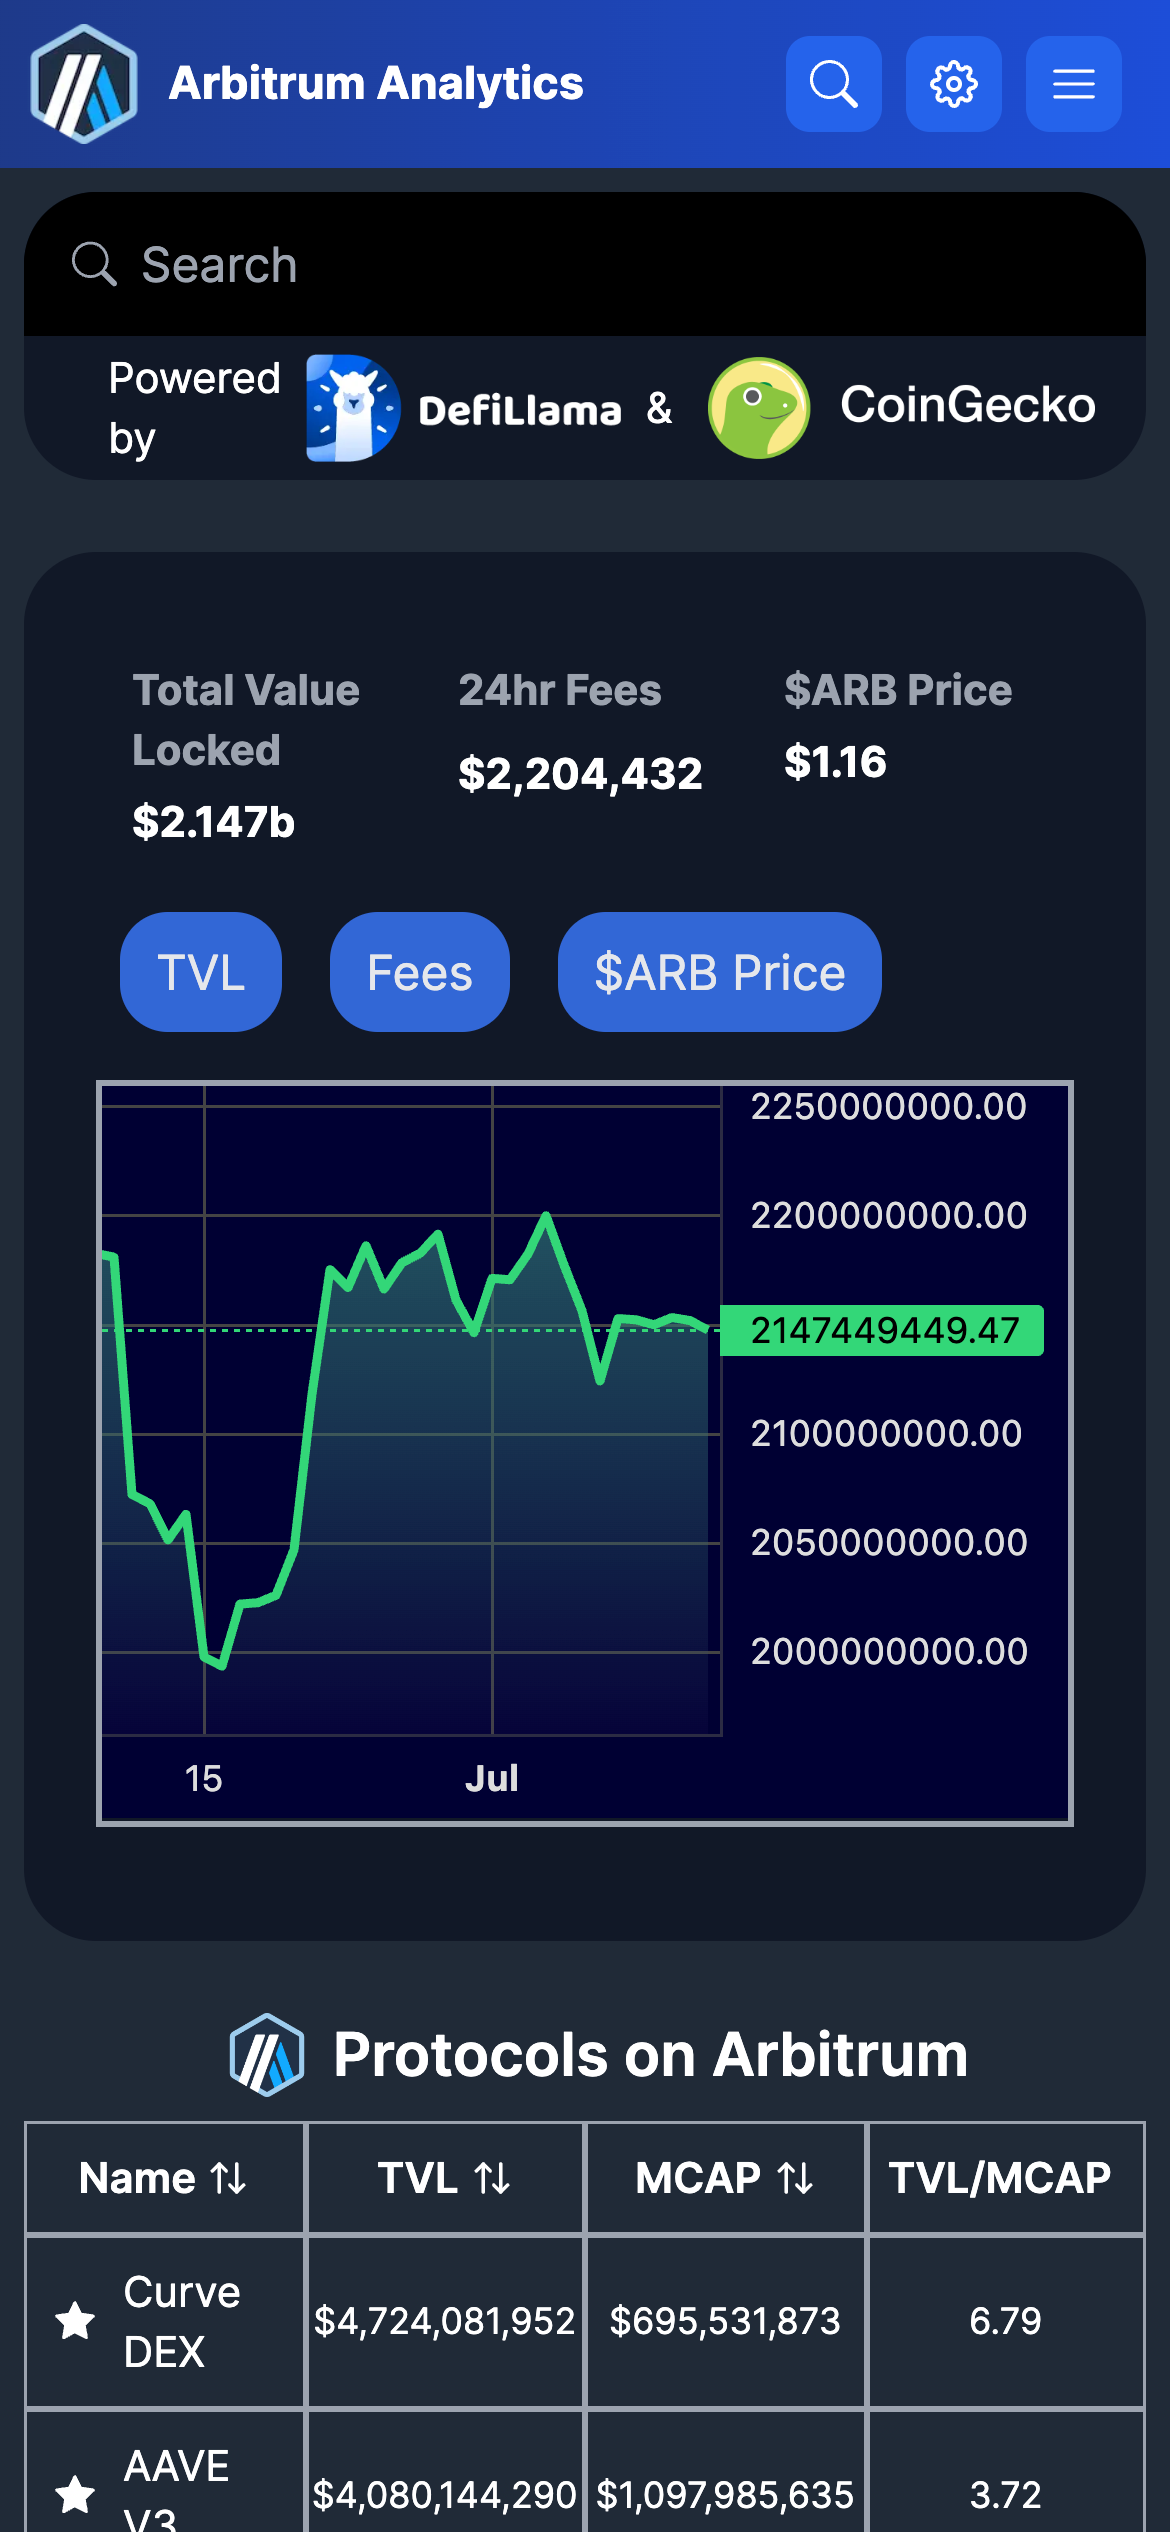 Arbitrum Analytics
Search
Powered
by
DefiLlama & CoinGecko
Total Value
Locked
$2.147b
24hr Fees
$2,204,432
$ARB Price
$1.16
TVL Fees $ARB Price
2250000000.00
2200000000.00
2147449449.47
2100000000.00
2050000000.00
2000000000.00
15 Jul
Protocols on Arbitrum
Name TVL MCAP TVL/MCAP
Curve
DEX
$4,724,081,952 $695,531,873 6.79
AAVE
V3
$4,080,144,290 $1,097,985,635 3.72